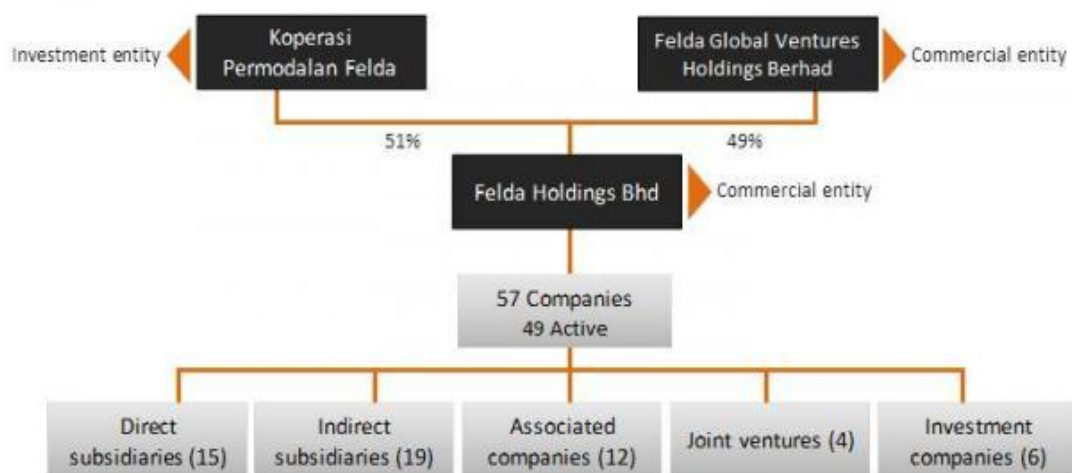 Investment entity
Koperasi
Permodalan Felda
Felda Global Ventures
Holdings Berhad
Commercial entity
51%
49%
Felda Holdings Bhd
Commercial entity
57 Companies
49 Active
Direct
subsidiaries (15)
Indirect
subsidiaries (19)
Associated
companies (12)
Joint ventures (4)
Investment
companies (6)